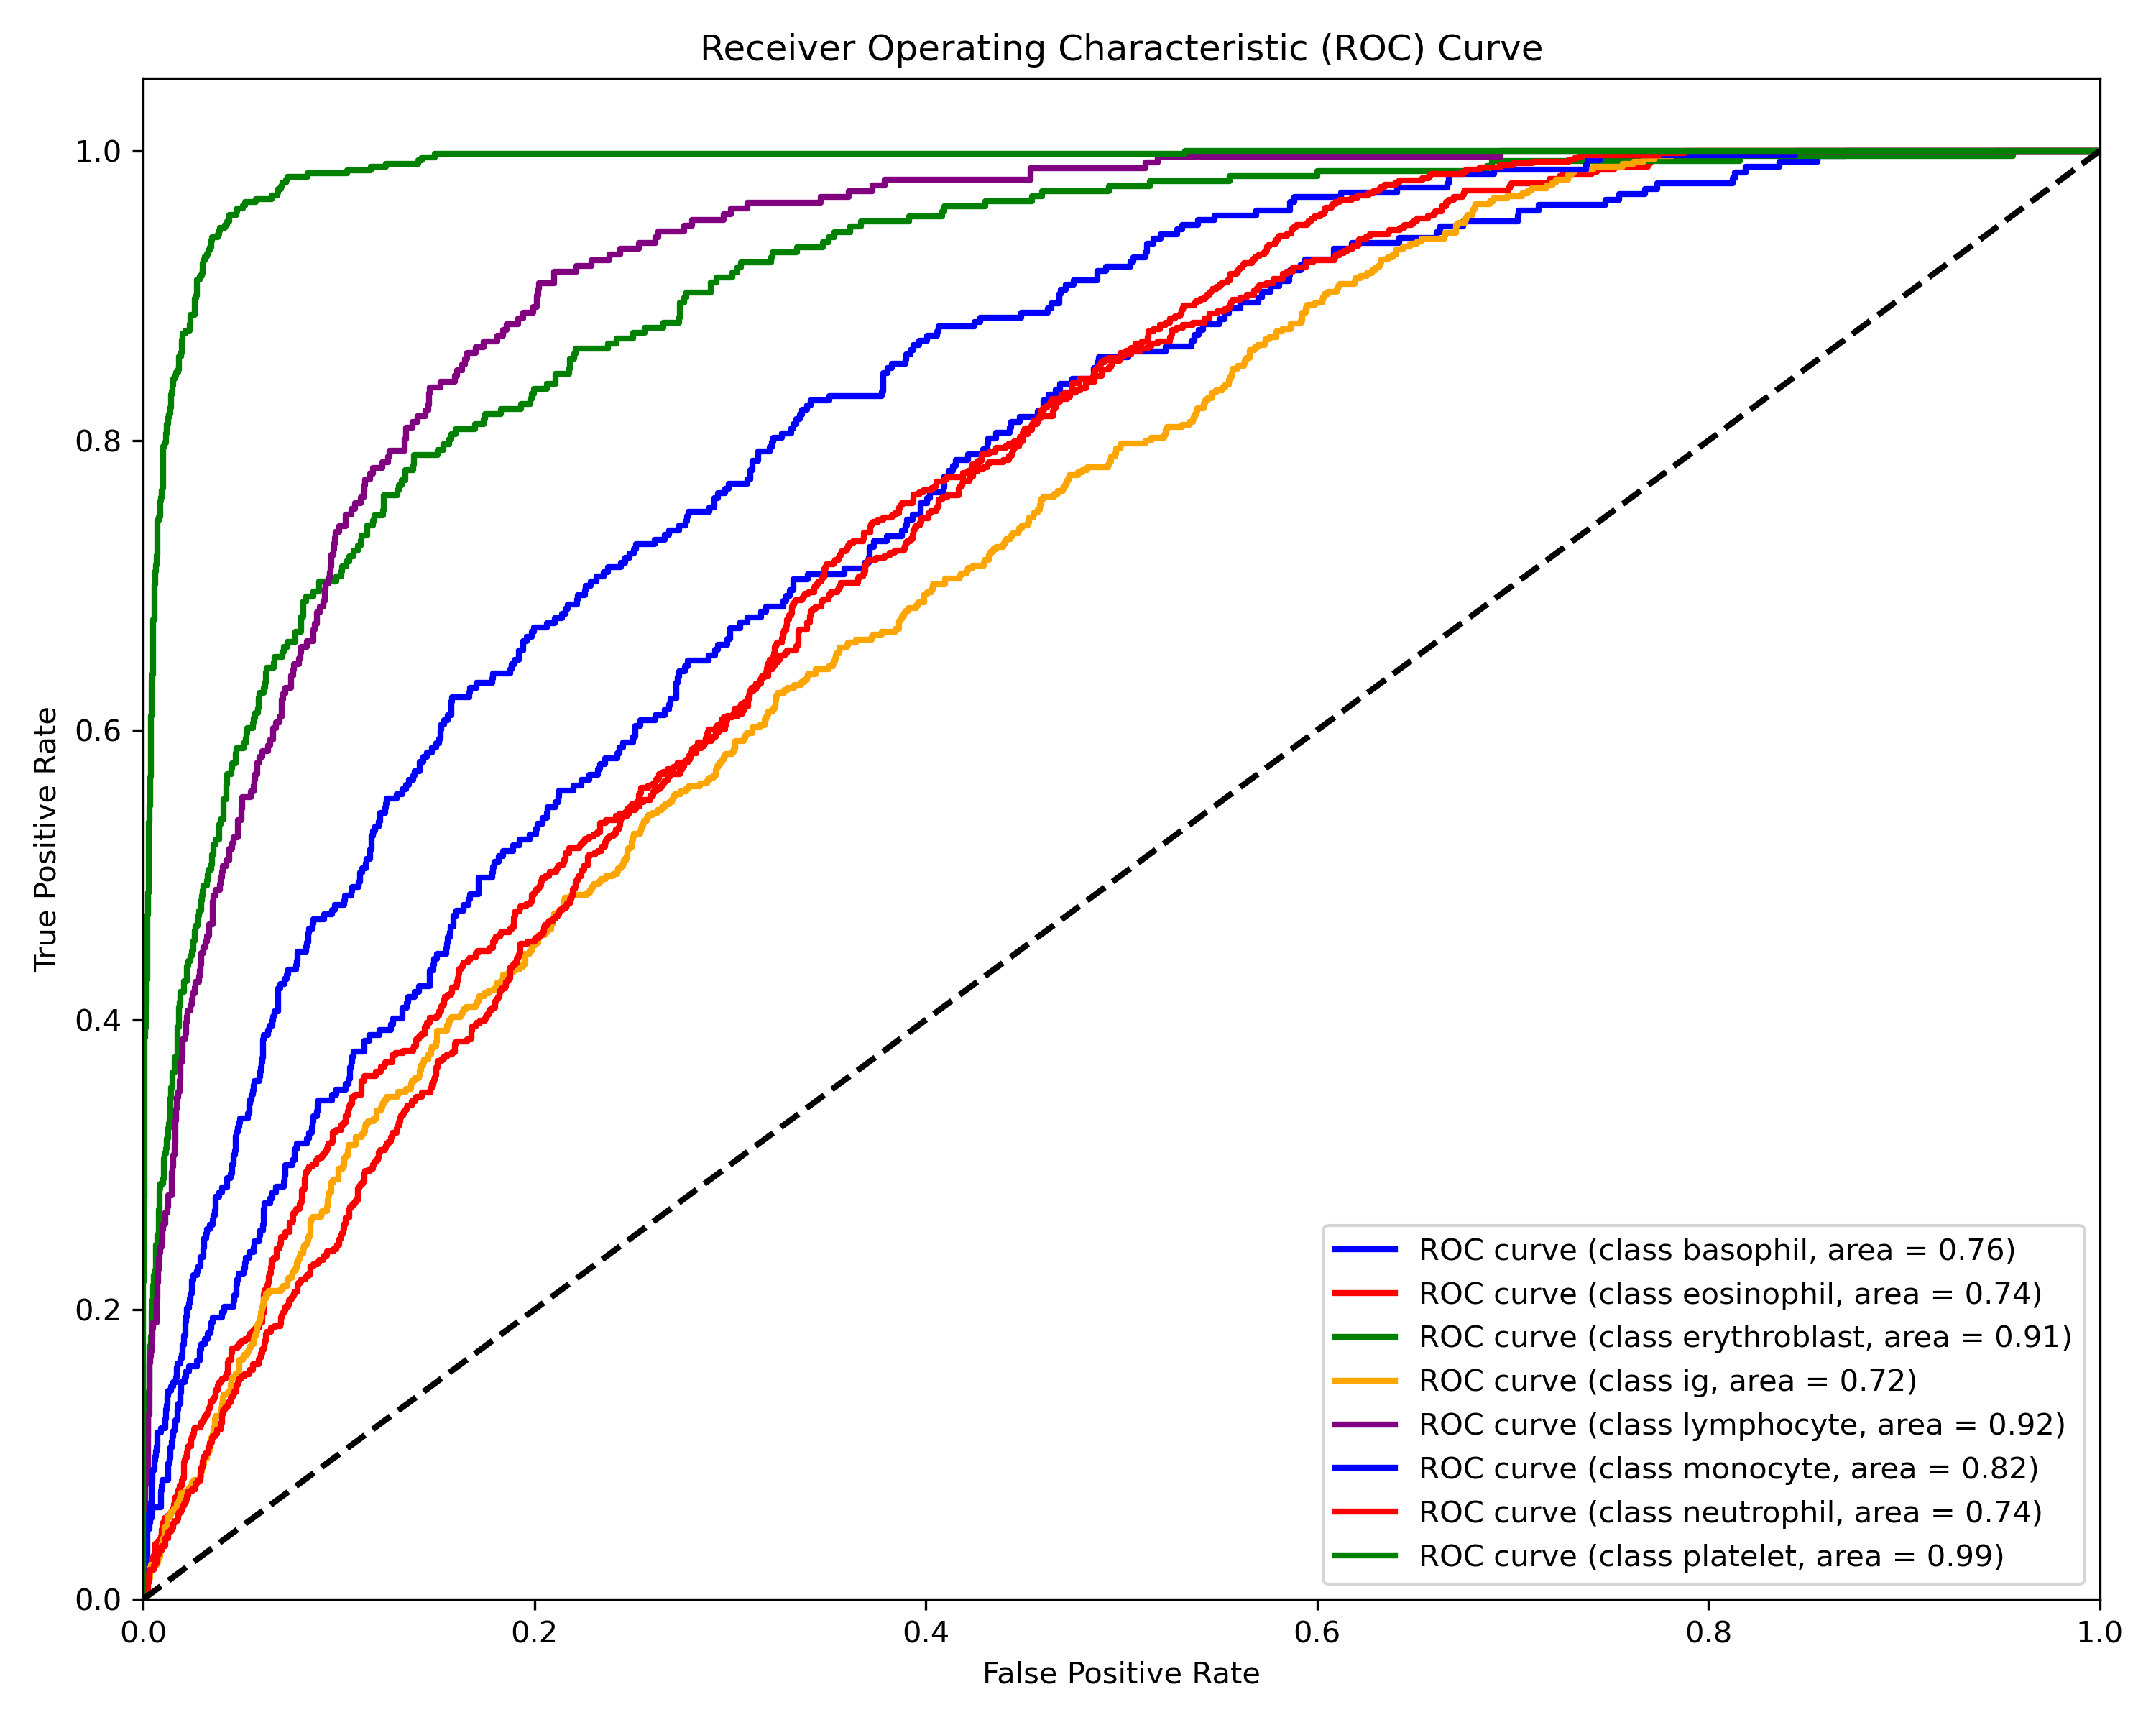 Receiver Operating Characteristic (ROC) Curve
True Positive Rate
1.0
0.8
0.6
0.4
0.2
0.0
0.0 0.2 0.4 0.6 0.8 1.0
False Positive Rate
ROC curve (class basophil, area = 0.76)
ROC curve (class eosinophil, area = 0.74)
ROC curve (class erythroblast, area = 0.91)
ROC curve (class ig, area = 0.72)
ROC curve (class lymphocyte, area = 0.92)
ROC curve (class monocyte, area = 0.82)
ROC curve (class neutrophil, area = 0.74)
ROC curve (class platelet, area = 0.99)